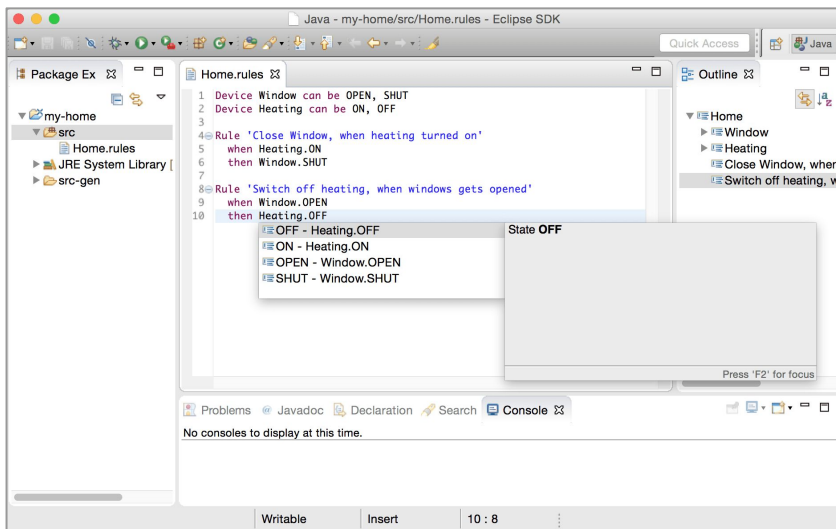 Java - my-home/src/Home.rules - Eclipse SDK
Quick Access
Java
Package Ex
my-home
src
Home.rules
JRE System Library [
src-gen
Home.rules
1 Device Window can be OPEN, SHUT
2 Device Heating can be ON, OFF
3
4 Rule 'Close Window, when heating turned on'
5 when Heating.ON
6 then Window.SHUT
7
8 Rule 'Switch off heating, when windows gets opened'
9 when Window.OPEN
10 then Heating.OFF
OFF - Heating.OFF
ON - Heating.ON
OPEN - Window.OPEN
SHUT - Window.SHUT
State OFF
Press 'F2' for focus
Outline
Home
Window
Heating
Close Window, wher
Switch off heating, w
Problems @ Javadoc Declaration Search Console
No consoles to display at this time.
Writable Insert 10 : 8